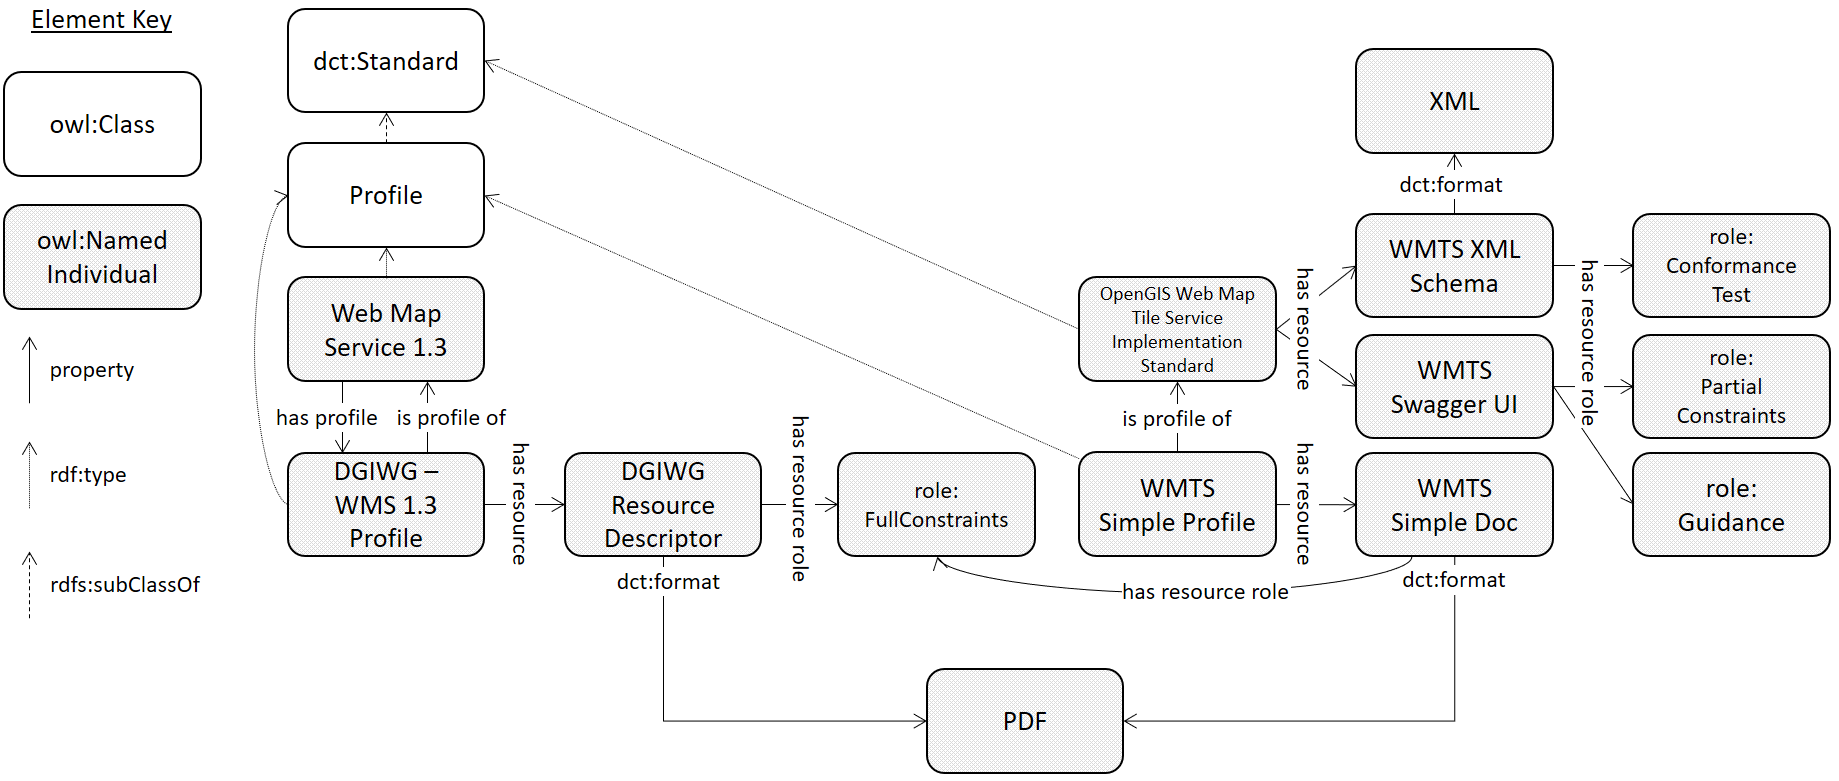 Element Key
owl:Class
owl:Named
Individual
property
rdf:type
rdfs:subClassOf
dct:Standard
Profile
Web Map
Service 1.3
has profile
is profile of
DGIWG –
WMS 1.3
Profile
has resource
DGIWG
Resource
Descriptor
has resource role
dct:format
role:
FullConstraints
OpenGIS Web Map
Tile Service
Implementation
Standard
is profile of
WMTS
Simple Profile
has resource
has resource
XML
dct:format
WMTS XML
Schema
WMTS
Swagger UI
WMTS
Simple Doc
dct:format
has resource role
has resource role
role:
Conformance
Test
role:
Partial
Constraints
role:
Guidance
PDF